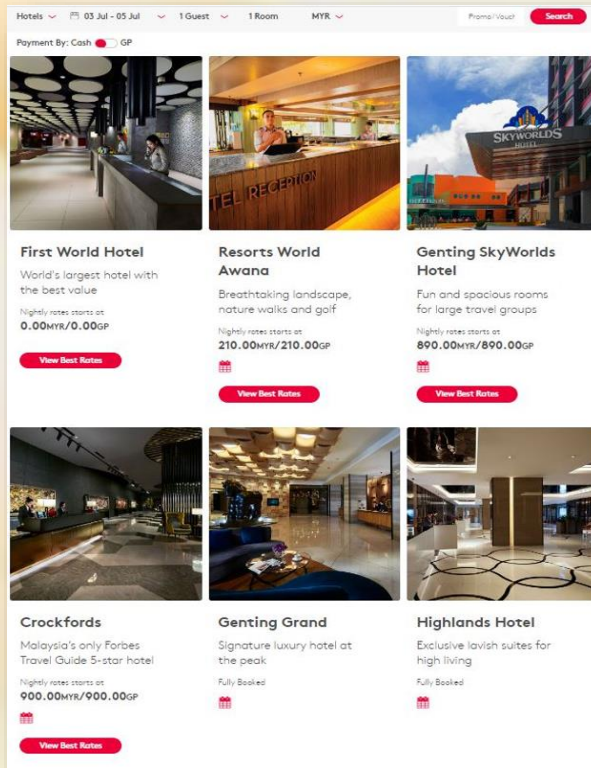 Hotels 03 Jul - 05 Jul 1 Guest 1 Room MYR Promo/Vouch Search
Payment By: Cash GP
HOTEL RECEPTION
SKYWORLDS
HOTEL
First World Hotel
World's largest hotel with
the best value
Nightly rates starts at
0.00MYR/0.00GP
View Best Rates
Resorts World
Awana
Breathtaking landscape,
nature walks and golf
Nightly rates starts at
210.00MYR/210.00GP
View Best Rates
Genting SkyWorlds
Hotel
Fun and spacious rooms
for large travel groups
Nightly rates starts at
890.00MYR/890.00GP
View Best Rates
Crockfords
Malaysia's only Forbes
Travel Guide 5-star hotel
Nightly rates starts at
900.00MYR/900.00GP
View Best Rates
Genting Grand
Signature luxury hotel at
the peak
Fully Booked
Highlands Hotel
Exclusive lavish suites for
high living
Fully Booked